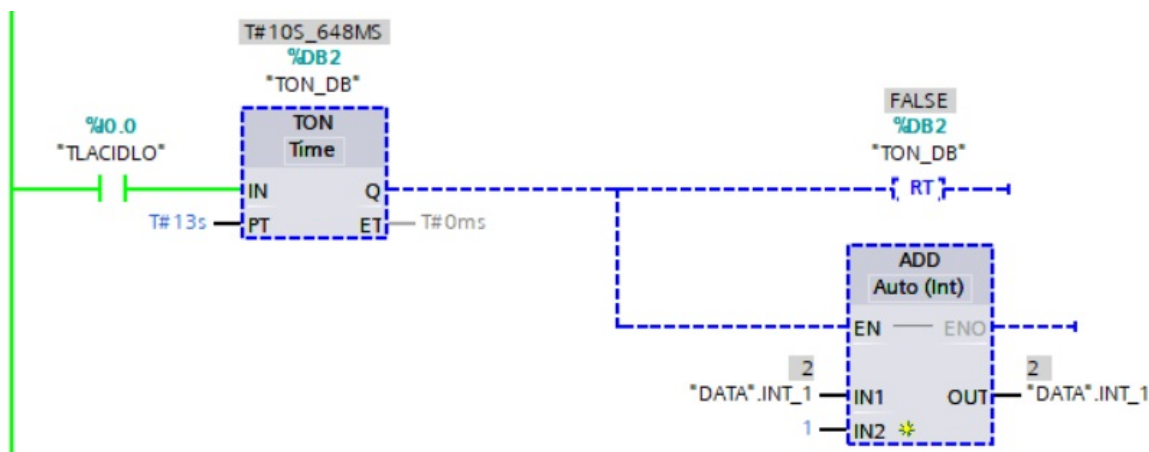 T#10S_648MS
%DB2
"TON_DB"
TON
Time
%I0.0
"TLACIDLO"
IN
Q
T#13s
PT
ET
T#0ms
FALSE
%DB2
"TON_DB"
RT
ADD
Auto (Int)
EN
ENO
2
"DATA".INT_1
IN1
OUT
2
"DATA".INT_1
1
IN2